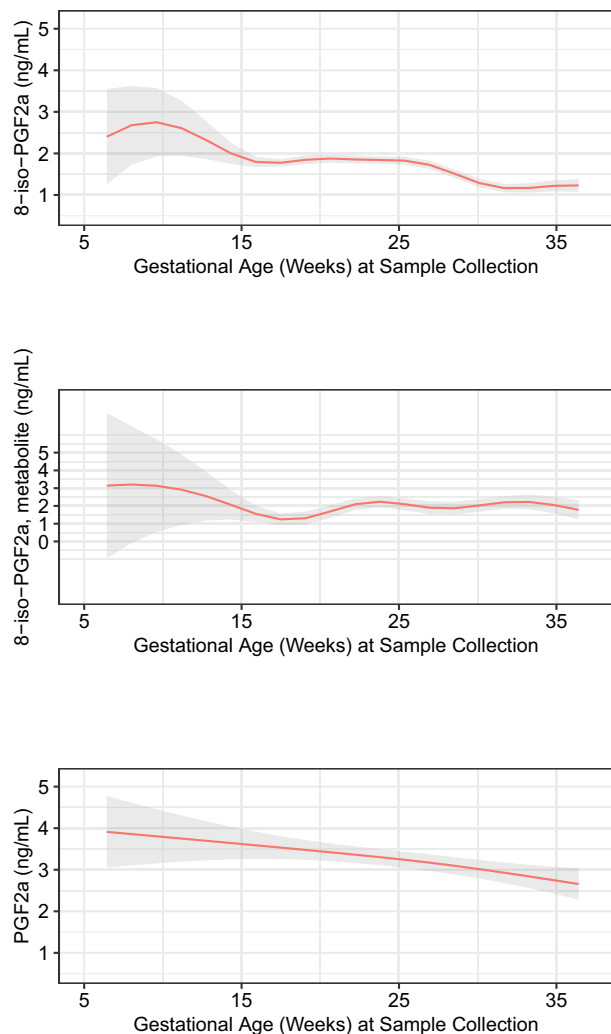 8−iso−PGF2a (ng/mL)
5
4
3
2
1
5 15 25 35
Gestational Age (Weeks) at Sample Collection
8−iso−PGF2a, metabolite (ng/mL)
5
4
3
2
1
0
5 15 25 35
Gestational Age (Weeks) at Sample Collection
PGF2a (ng/mL)
5
4
3
2
1
5 15 25 35
Gestational Age (Weeks) at Sample Collection